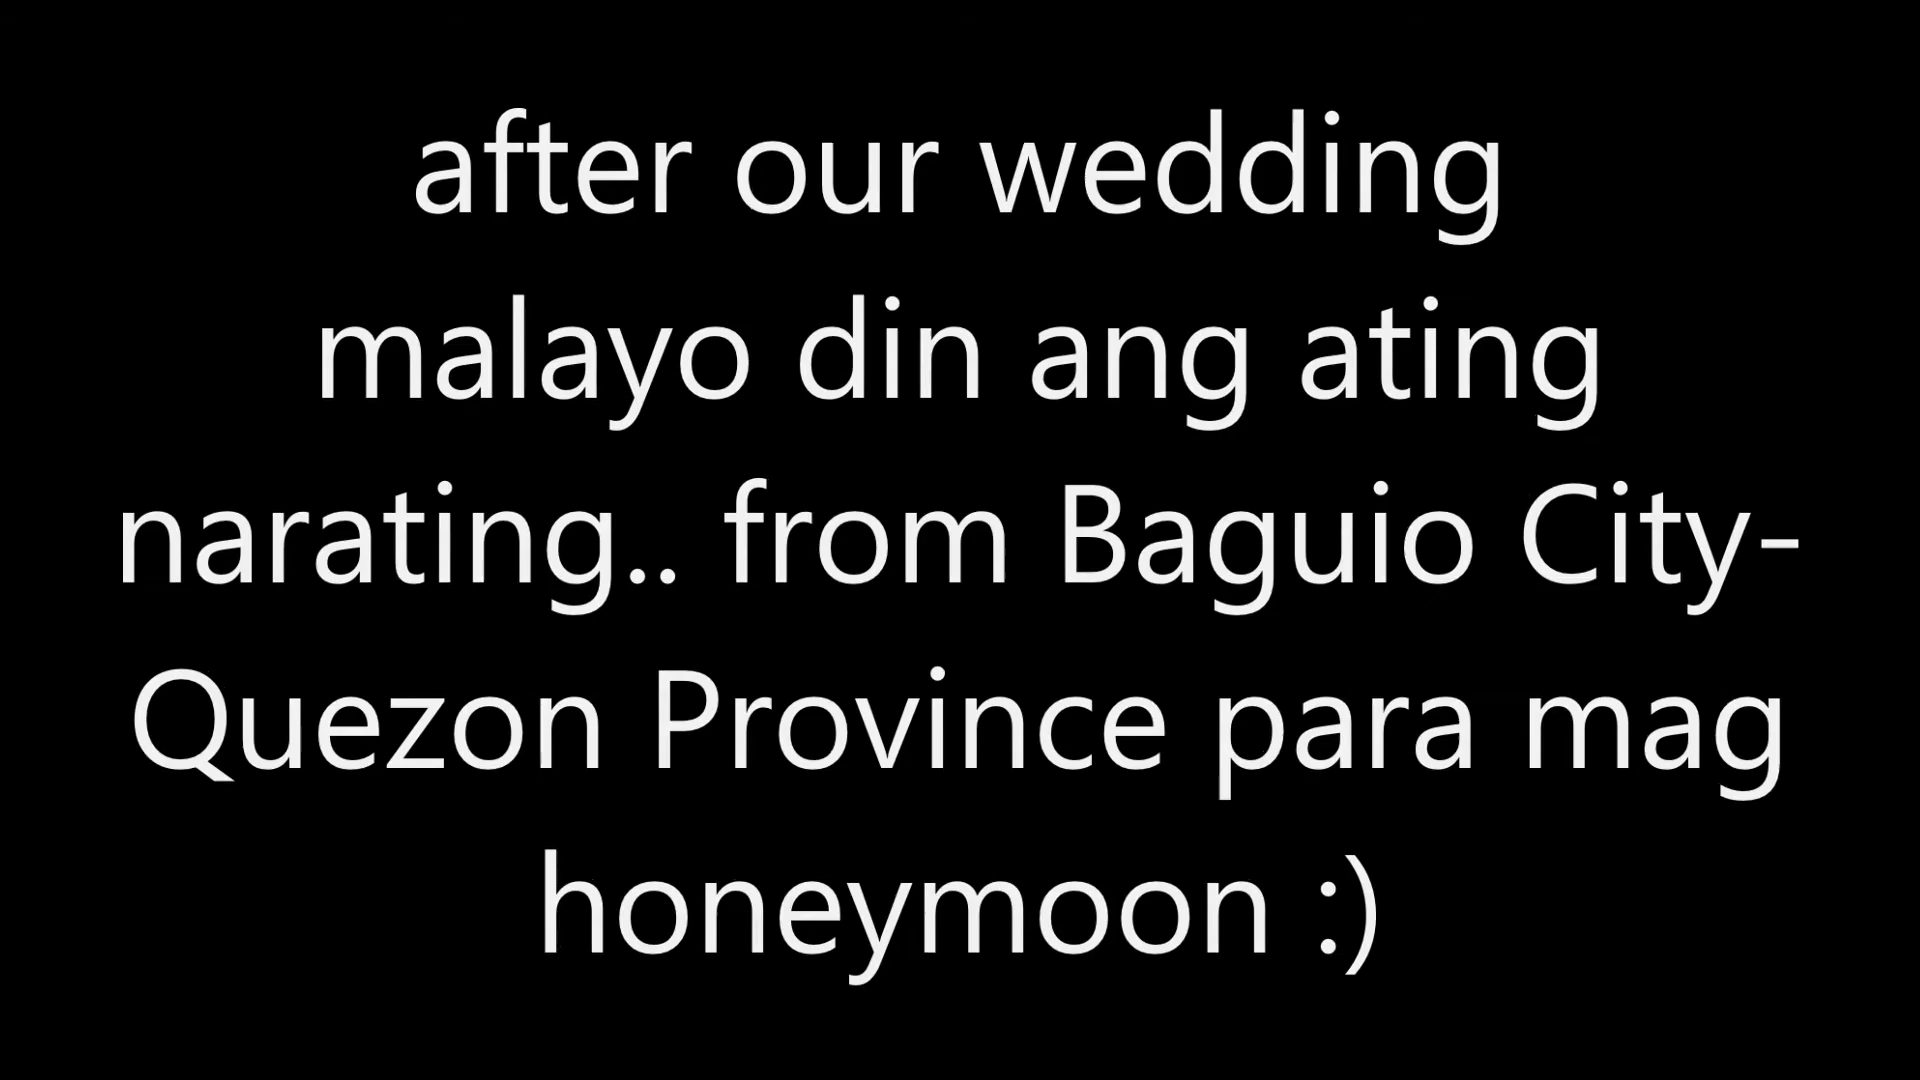 after our wedding
malayo din ang ating
narating.. from Baguio City-
Quezon Province para mag
honeymoon :)